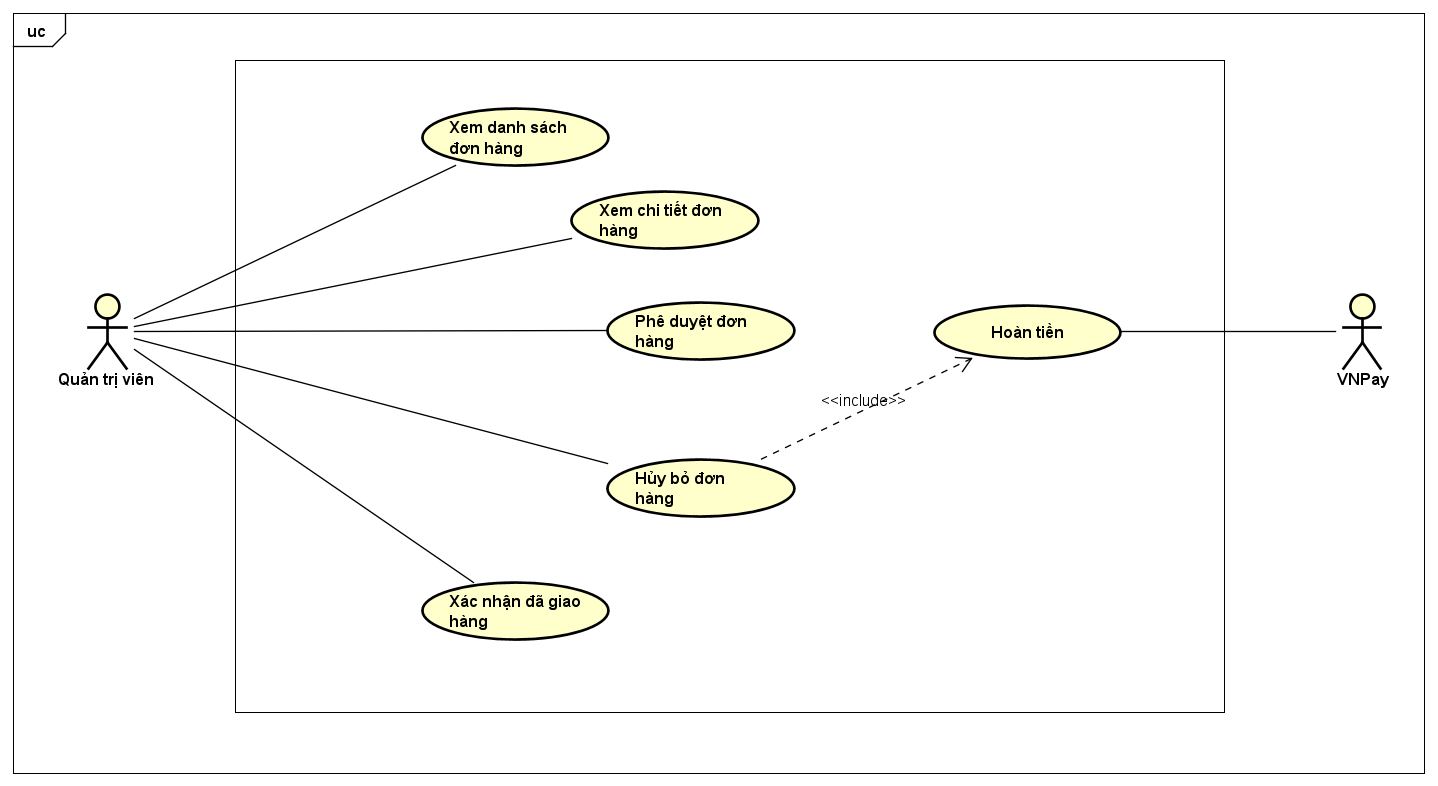 uc
Xem danh sách
đơn hàng
Xem chi tiết đơn
hàng
Phê duyệt đơn
hàng
Hoàn tiền
Quản trị viên
VNPay
<<include>>
Hủy bỏ đơn
hàng
Xác nhận đã giao
hàng